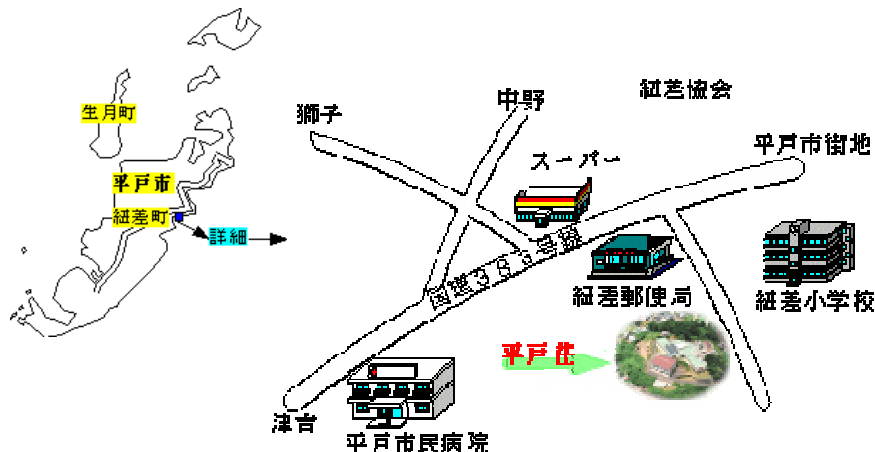 生月町
平戸市
紐差町
詳細
獅子
中野
紐差協会
スーパー
平戸市街地
国道383号線
紐差郵便局
紐差小学校
平戸荘
津吉
平戸市民病院